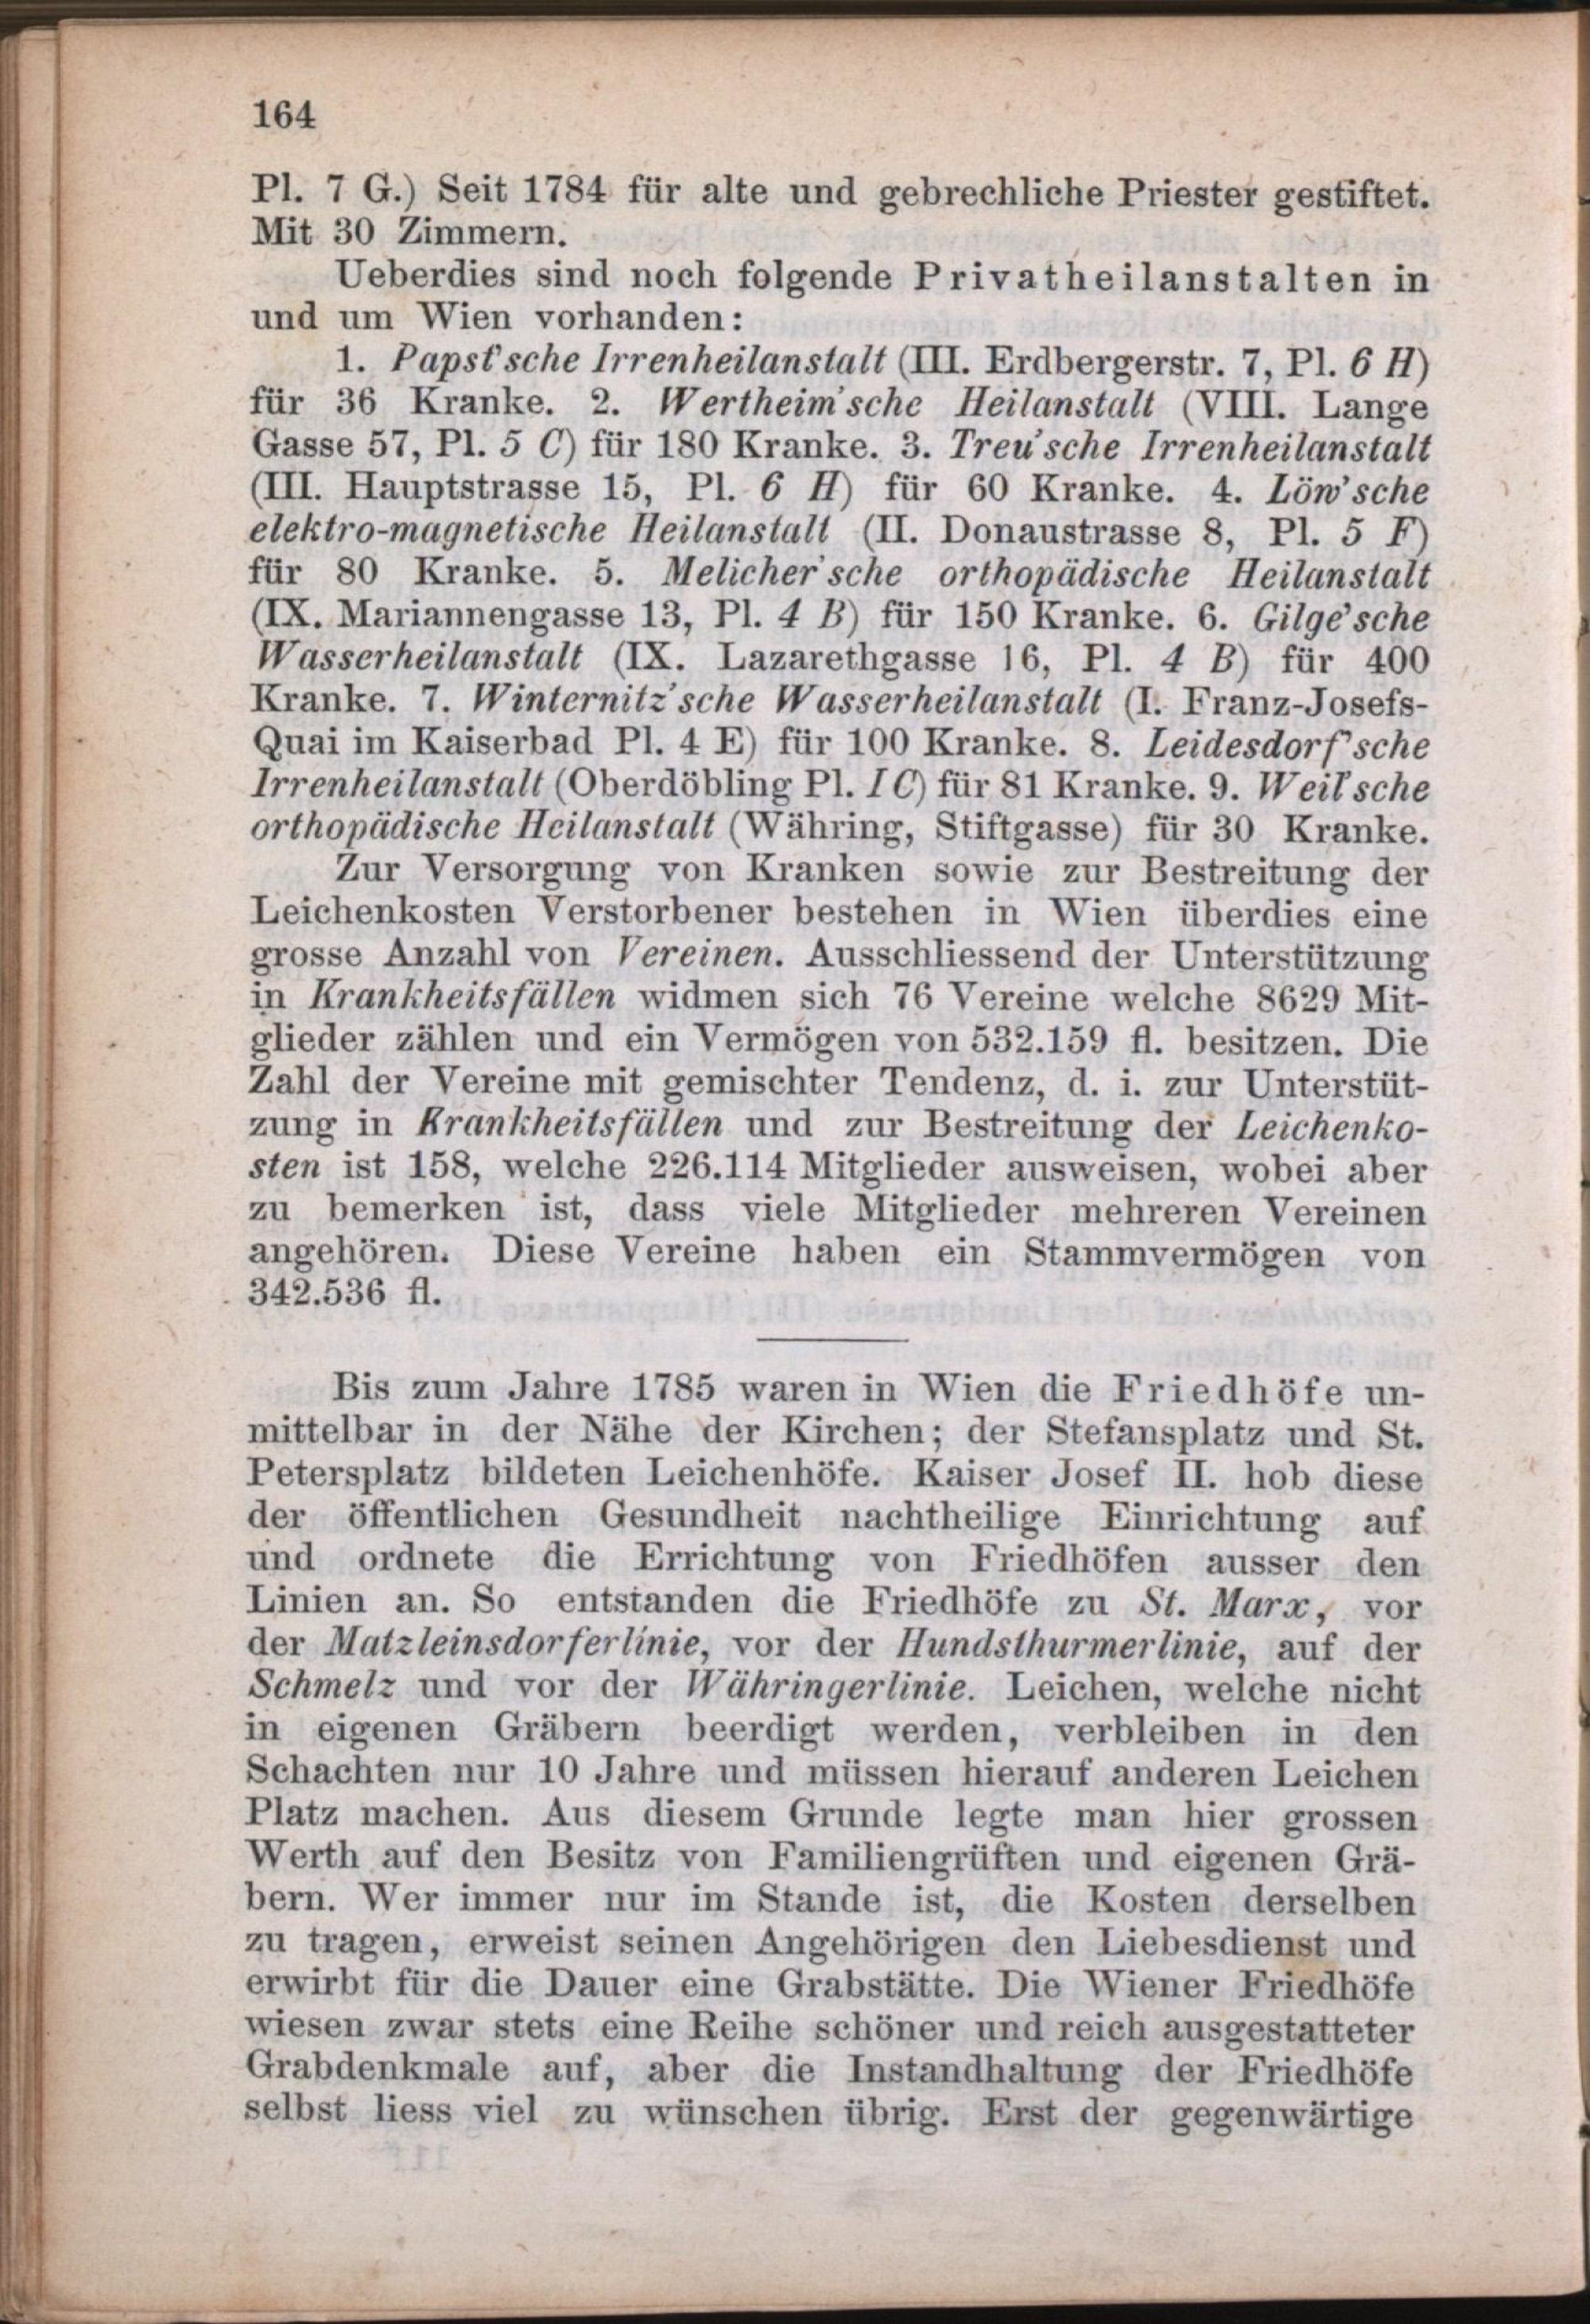 164
Pl. 7 G.) Seit 1784 für alte und gebrechliche Priester gestiftet.
Mit 30 Zimmern.
Ueberdies sind noch folgende Privatheilanstalten in
und um Wien vorhanden:
1. Papst'sche Irrenheilanstalt (III. Erdbergerstr. 7, Pl. 6 H)
für 36 Kranke. 2. Wertheim'sche Heilanstalt (VIII. Lange
Gasse 57, Pl. 5 C) für 180 Kranke. 3. Treu'sche Irrenheilanstalt
(III. Hauptstrasse 15, Pl. 6 H) für 60 Kranke. 4. Löw'sche
elektro-magnetische Heilanstalt (II. Donaustrasse 8, Pl. 5 F)
für 80 Kranke. 5. Melicher'sche orthopädische Heilanstalt
(IX. Mariannengasse 13, Pl. 4 B) für 150 Kranke. 6. Gilge'sche
Wasserheilanstalt (IX. Lazarethgasse 16, Pl. 4 B) für 400
Kranke. 7. Winternitz'sche Wasserheilanstalt (I. Franz-Josefs-
Quai im Kaiserbad Pl. 4 E) für 100 Kranke. 8. Leidesdorf'sche
Irrenheilanstalt (Oberdöbling Pl. I C) für 81 Kranke. 9. Weil'sche
orthopädische Heilanstalt (Währing, Stiftgasse) für 30 Kranke.
Zur Versorgung von Kranken sowie zur Bestreitung der
Leichenkosten Verstorbener bestehen in Wien überdies eine
grosse Anzahl von Vereinen. Ausschliessend der Unterstützung
in Krankheitsfällen widmen sich 76 Vereine welche 8629 Mit-
glieder zählen und ein Vermögen von 532.159 fl. besitzen. Die
Zahl der Vereine mit gemischter Tendenz, d. i. zur Unterstüt-
zung in Krankheitsfällen und zur Bestreitung der Leichenko-
sten ist 158, welche 226.114 Mitglieder ausweisen, wobei aber
zu bemerken ist, dass viele Mitglieder mehreren Vereinen
angehören. Diese Vereine haben ein Stammvermögen von
342.536 fl.
Bis zum Jahre 1785 waren in Wien die Friedhöfe un-
mittelbar in der Nähe der Kirchen; der Stefansplatz und St.
Petersplatz bildeten Leichenhöfe. Kaiser Josef II. hob diese
der öffentlichen Gesundheit nachtheilige Einrichtung auf
und ordnete die Errichtung von Friedhöfen ausser den
Linien an. So entstanden die Friedhöfe zu St. Marx, vor
der Matzleinsdorferlinie, vor der Hundsthurmerlinie, auf der
Schmelz und vor der Währingerlinie. Leichen, welche nicht
in eigenen Gräbern beerdigt werden, verbleiben in den
Schachten nur 10 Jahre und müssen hierauf anderen Leichen
Platz machen. Aus diesem Grunde legte man hier grossen
Werth auf den Besitz von Familiengrüften und eigenen Grä-
bern. Wer immer nur im Stande ist, die Kosten derselben
zu tragen, erweist seinen Angehörigen den Liebesdienst und
erwirbt für die Dauer eine Grabstätte. Die Wiener Friedhöfe
wiesen zwar stets eine Reihe schöner und reich ausgestatteter
Grabdenkmale auf, aber die Instandhaltung der Friedhöfe
selbst liess viel zu wünschen übrig. Erst der gegenwärtige